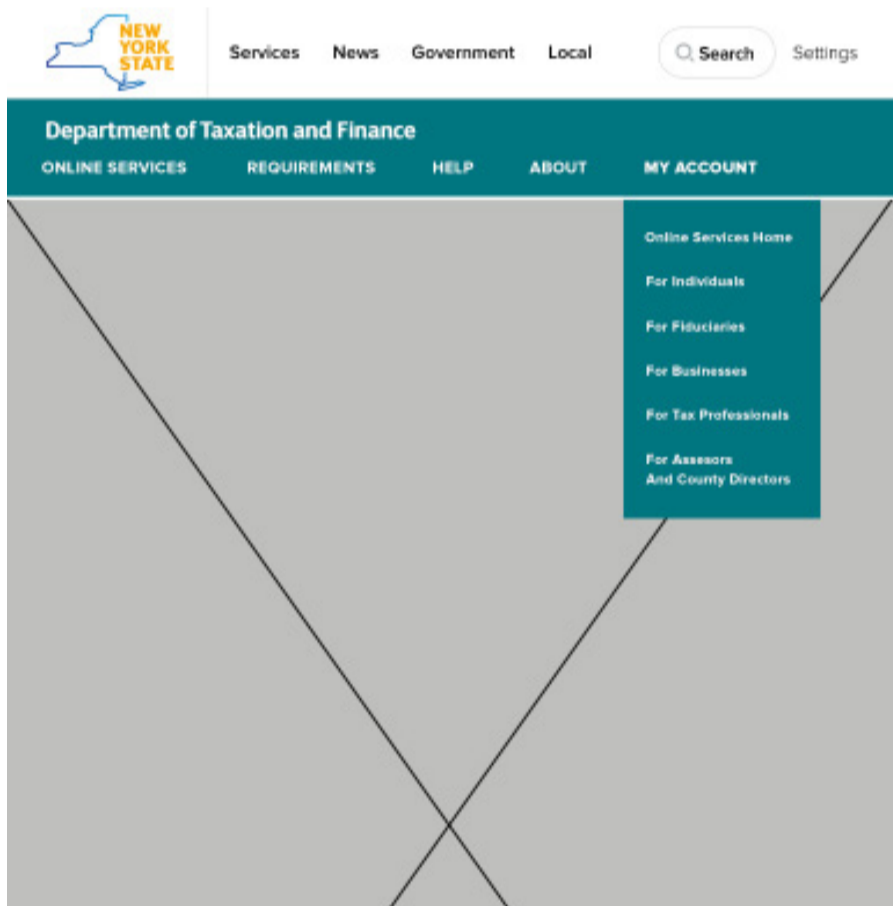 NEW
YORK
STATE
Services News Government Local Search Settings
Department of Taxation and Finance
ONLINE SERVICES REQUIREMENTS HELP ABOUT MY ACCOUNT
Online Services Home
For Individuals
For Fiduciaries
For Businesses
For Tax Professionals
For Assesors
And County Directors